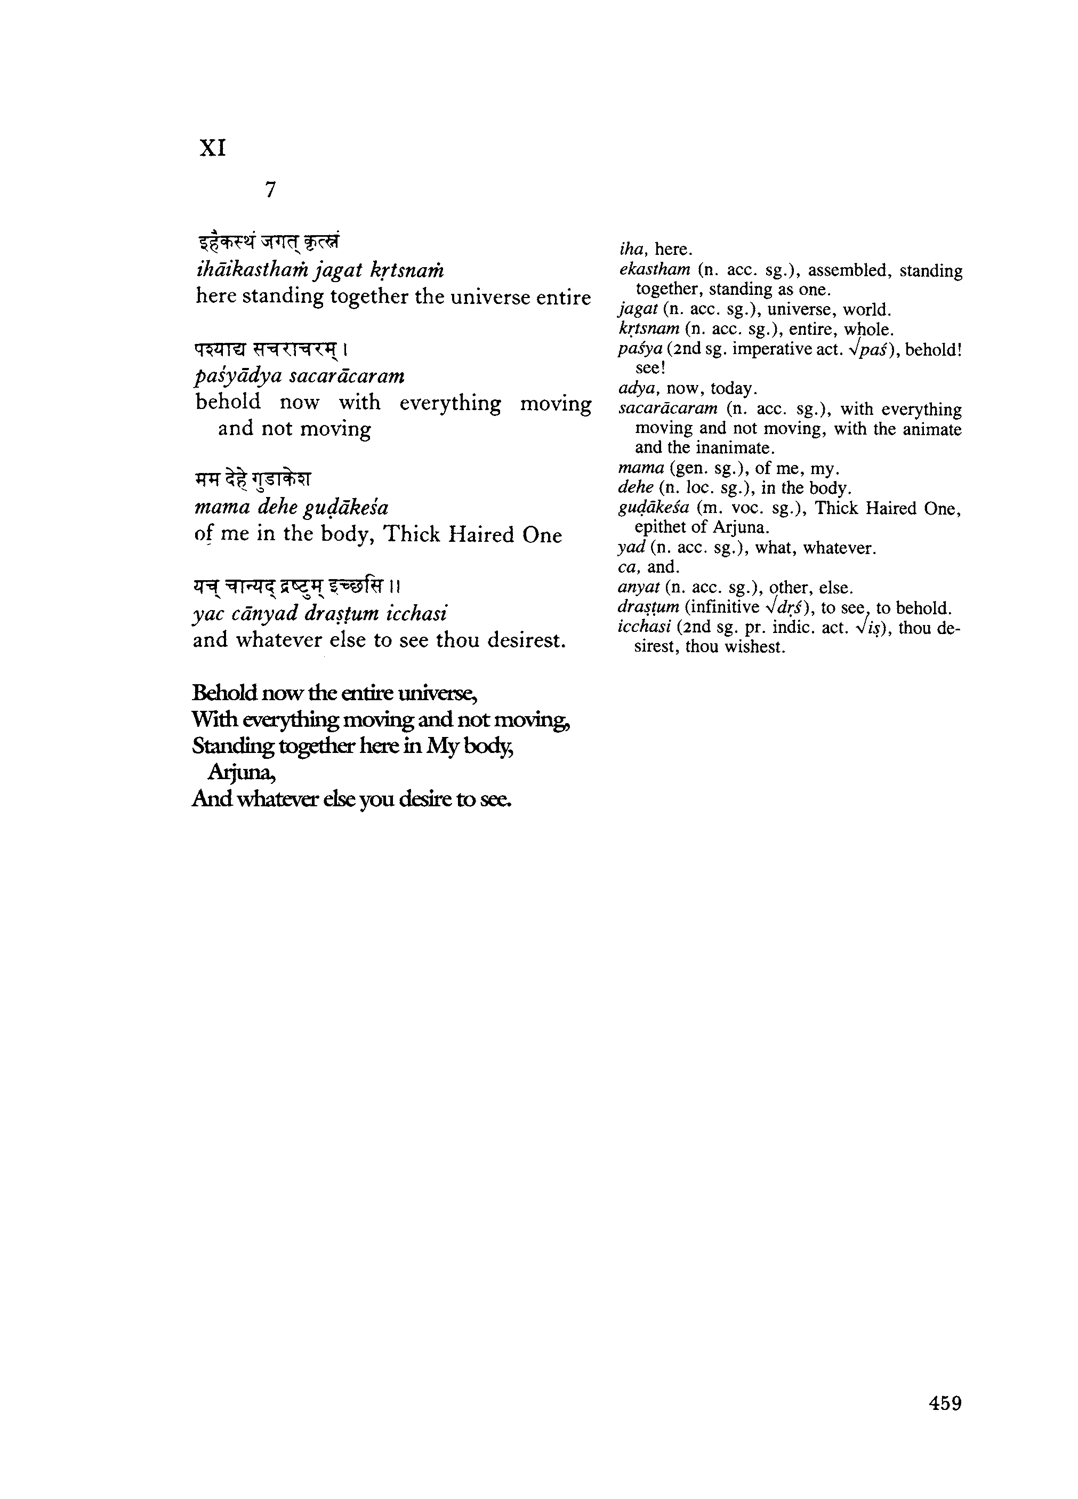 XI
7
इहैकस्थं जगत् कृत्स्नं
ihāikasthaṁ jagat kṛtsnaṁ
here standing together the universe entire
पश्याद्य सचराचरम् ।
paśyādya sacarācaram
behold now with everything moving
and not moving
मम देहे गुडाकेश
mama dehe guḍākeśa
of me in the body, Thick Haired One
यच् चान्यद् द्रष्टुम् इच्छसि ॥
yac cānyad draṣṭum icchasi
and whatever else to see thou desirest.
Behold now the entire universe,
With everything moving and not moving,
Standing together here in My body,
Arjuna,
And whatever else you desire to see.
iha, here.
ekastham (n. acc. sg.), assembled, standing
together, standing as one.
jagat (n. acc. sg.), universe, world.
kṛtsnam (n. acc. sg.), entire, whole.
paśya (2nd sg. imperative act. √paś), behold!
see!
adya, now, today.
sacarācaram (n. acc. sg.), with everything
moving and not moving, with the animate
and the inanimate.
mama (gen. sg.), of me, my.
dehe (n. loc. sg.), in the body.
guḍākeśa (m. voc. sg.), Thick Haired One,
epithet of Arjuna.
yad (n. acc. sg.), what, whatever.
ca, and.
anyat (n. acc. sg.), other, else.
draṣṭum (infinitive √dṛś), to see, to behold.
icchasi (2nd sg. pr. indic. act. √iṣ), thou de-
sirest, thou wishest.
459